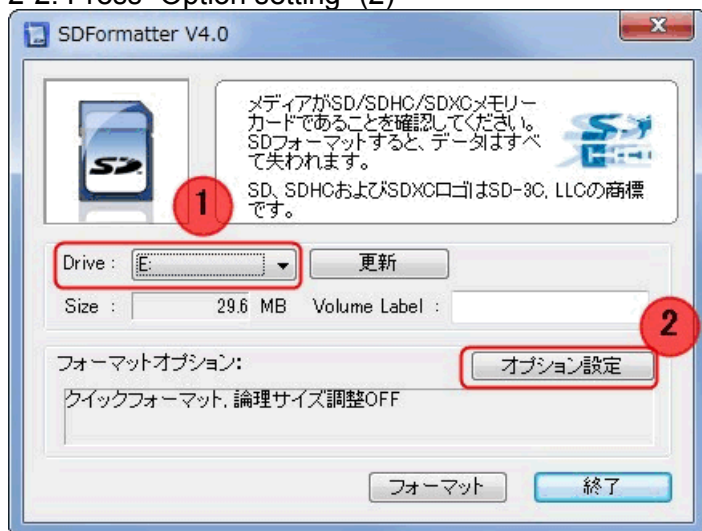 2-2. Press "Option setting" (2)
SDFormatter V4.0
メディアがSD/SDHC/SDXCメモリー
カードであることを確認してください。
SDフォーマットすると、データはすべ
て失われます。
SD、SDHCおよびSDXCロゴはSD-3C, LLCの商標
です。
SD
1
Drive : E:
更新
Size : 29.6 MB Volume Label :
2
フォーマットオプション:
オプション設定
クイックフォーマット, 論理サイズ調整OFF
フォーマット
終了